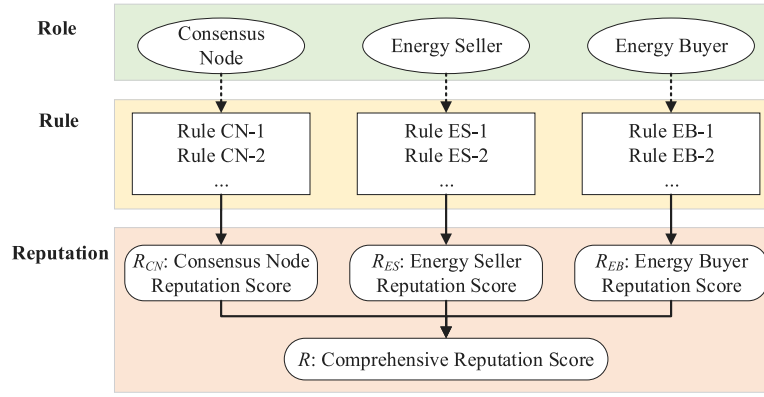 Role
Consensus
Node
Energy Seller
Energy Buyer
Rule
Rule CN-1
Rule CN-2
...
Rule ES-1
Rule ES-2
...
Rule EB-1
Rule EB-2
...
Reputation
R_CN: Consensus Node
Reputation Score
R_ES: Energy Seller
Reputation Score
R_EB: Energy Buyer
Reputation Score
R: Comprehensive Reputation Score